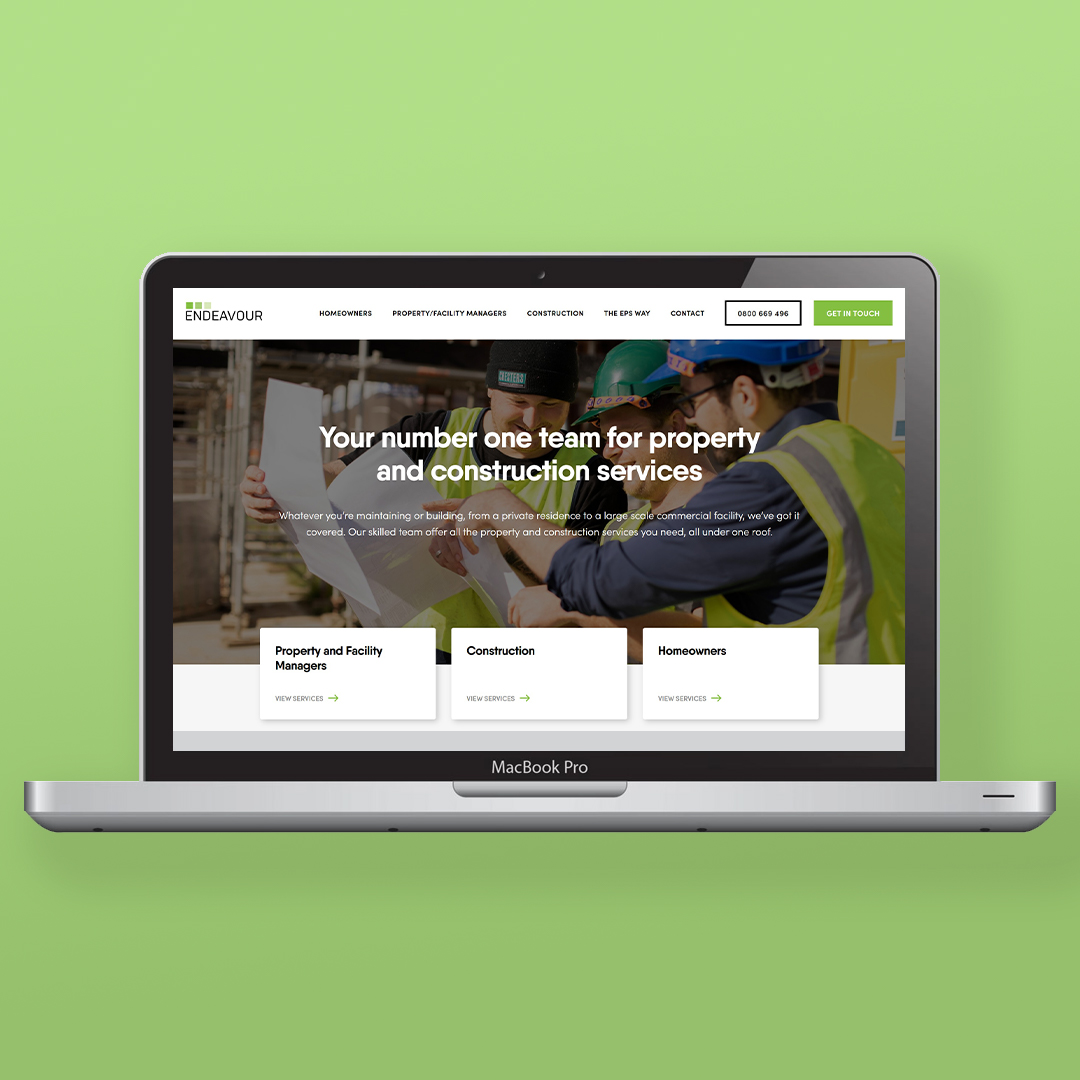 ENDEAVOUR
HOMEOWNERS PROPERTY/FACILITY MANAGERS CONSTRUCTION THE EPS WAY CONTACT 0800 669 496 GET IN TOUCH
CHISTERS
Your number one team for property
and construction services
Whatever you're maintaining or building, from a private residence to a large scale commercial facility, we've got it
covered. Our skilled team offer all the property and construction services you need, all under one roof.
Property and Facility
Managers
VIEW SERVICES
Construction
VIEW SERVICES
Homeowners
VIEW SERVICES
MacBook Pro